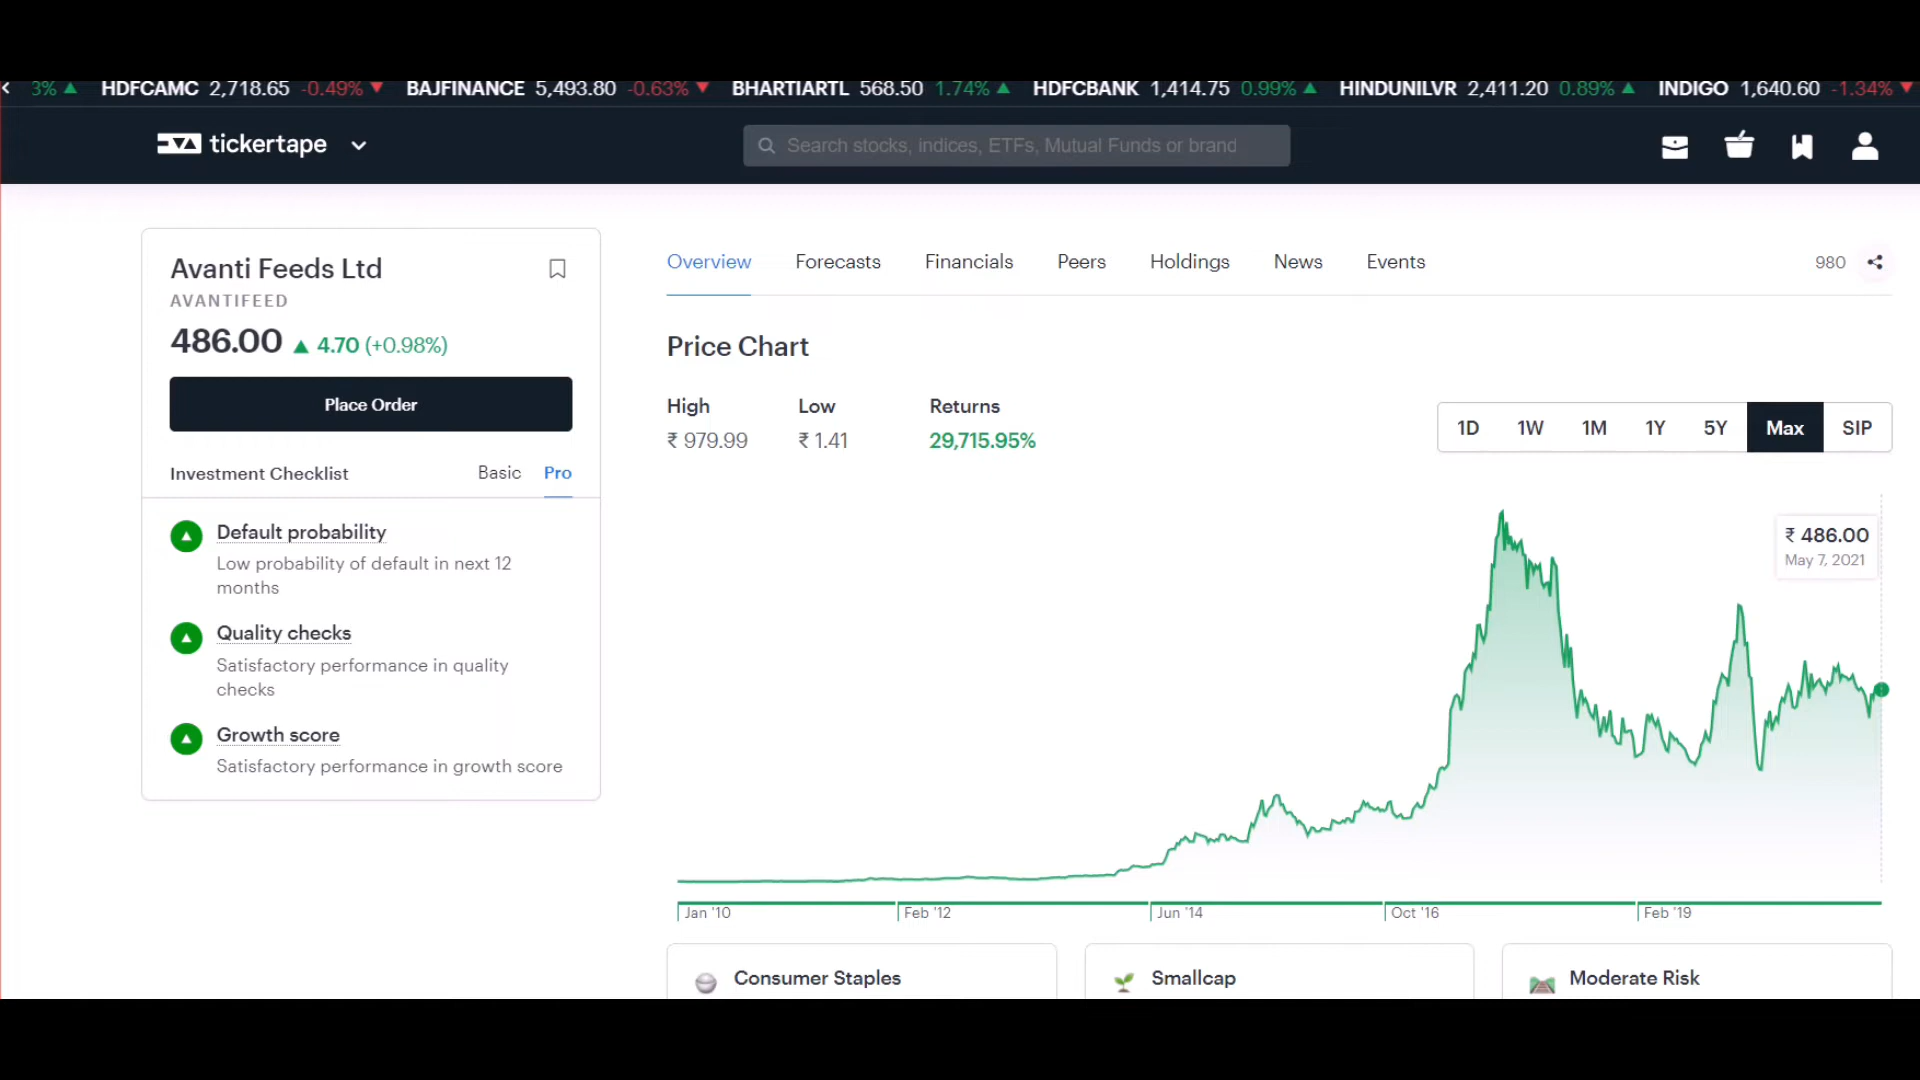 3% HDFCAMC 2,718.65 -0.49% BAJFINANCE 5,493.80 -0.63% BHARTIARTL 568.50 1.74% HDFCBANK 1,414.75 0.99% HINDUNILVR 2,411.20 0.89% INDIGO 1,640.60 -1.34%
tickertape
Search stocks, indices, ETFs, Mutual Funds or brand
Avanti Feeds Ltd
AVANTIFEED
486.00 4.70 (+0.98%)
Place Order
Investment Checklist Basic Pro
Default probability
Low probability of default in next 12
months
Quality checks
Satisfactory performance in quality
checks
Growth score
Satisfactory performance in growth score
Overview Forecasts Financials Peers Holdings News Events 980
Price Chart
High Low Returns
₹ 979.99 ₹ 1.41 29,715.95%
1D 1W 1M 1Y 5Y Max SIP
₹ 486.00
May 7, 2021
Jan '10 Feb '12 Jun '14 Oct '16 Feb '19
Consumer Staples Smallcap Moderate Risk